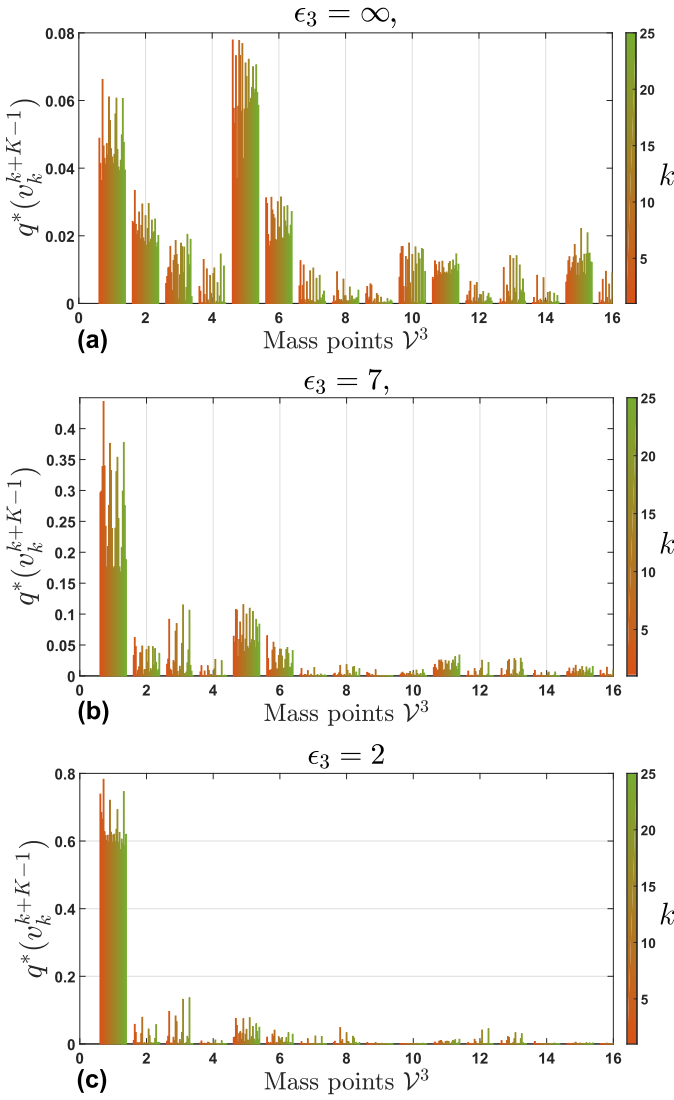 ϵ₃ = ∞,
0.08
0.06
0.04
0.02
0
q*(v_k^{k+K−1})
0 2 4 6 8 10 12 14 16
Mass points 𝒱³
(a)
25
20
15
10
5
k
ϵ₃ = 7,
0.4
0.35
0.3
0.25
0.2
0.15
0.1
0.05
0
q*(v_k^{k+K−1})
0 2 4 6 8 10 12 14 16
Mass points 𝒱³
(b)
25
20
15
10
5
k
ϵ₃ = 2
0.8
0.6
0.4
0.2
0
q*(v_k^{k+K−1})
0 2 4 6 8 10 12 14 16
Mass points 𝒱³
(c)
25
20
15
10
5
k